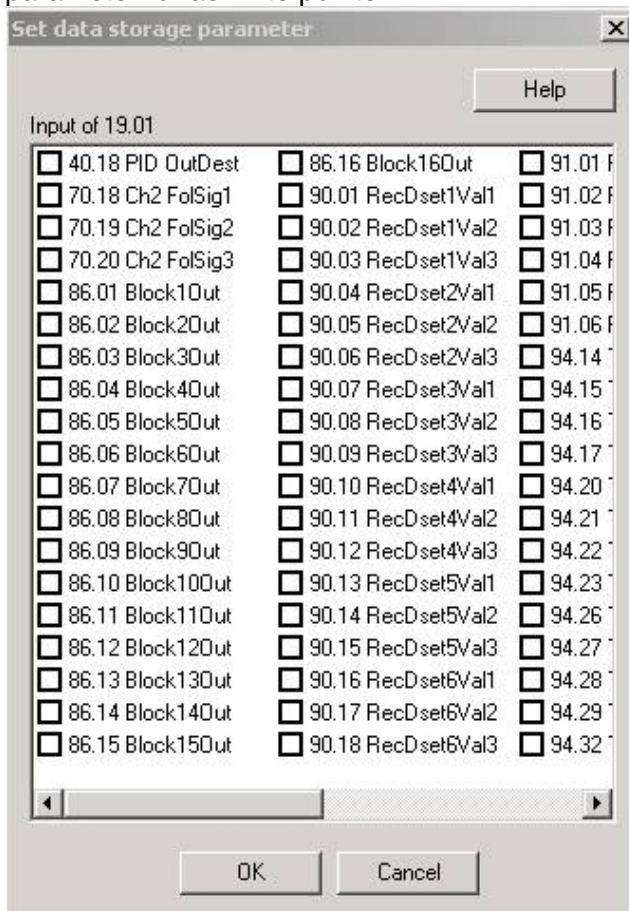 Set data storage parameter
Help
Input of 19.01
40.18 PID OutDest
70.18 Ch2 FolSig1
70.19 Ch2 FolSig2
70.20 Ch2 FolSig3
86.01 Block1Out
86.02 Block2Out
86.03 Block3Out
86.04 Block4Out
86.05 Block5Out
86.06 Block6Out
86.07 Block7Out
86.08 Block8Out
86.09 Block9Out
86.10 Block10Out
86.11 Block11Out
86.12 Block12Out
86.13 Block13Out
86.14 Block14Out
86.15 Block15Out
86.16 Block16Out
90.01 RecDset1Val1
90.02 RecDset1Val2
90.03 RecDset1Val3
90.04 RecDset2Val1
90.05 RecDset2Val2
90.06 RecDset2Val3
90.07 RecDset3Val1
90.08 RecDset3Val2
90.09 RecDset3Val3
90.10 RecDset4Val1
90.11 RecDset4Val2
90.12 RecDset4Val3
90.13 RecDset5Val1
90.14 RecDset5Val2
90.15 RecDset5Val3
90.16 RecDset6Val1
90.17 RecDset6Val2
90.18 RecDset6Val3
91.01
91.02
91.03
91.04
91.05
91.06
94.14
94.15
94.16
94.17
94.20
94.21
94.22
94.23
94.26
94.27
94.28
94.29
94.32
OK
Cancel